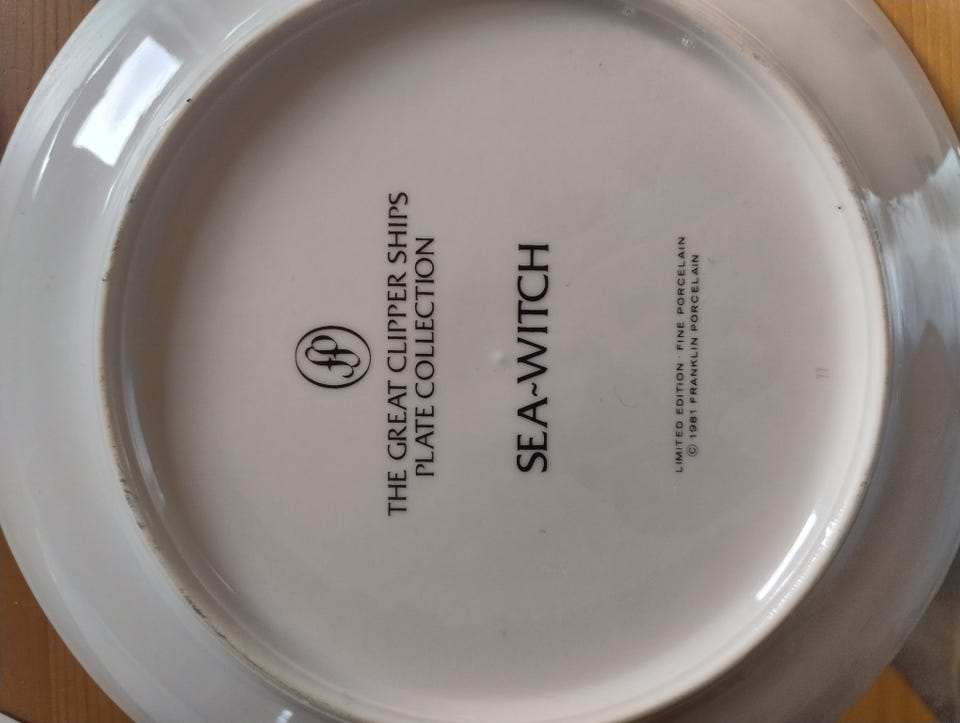 fp
THE GREAT CLIPPER SHIPS
PLATE COLLECTION
SEA~WITCH
LIMITED EDITION · FINE PORCELAIN
© 1981 FRANKLIN PORCELAIN